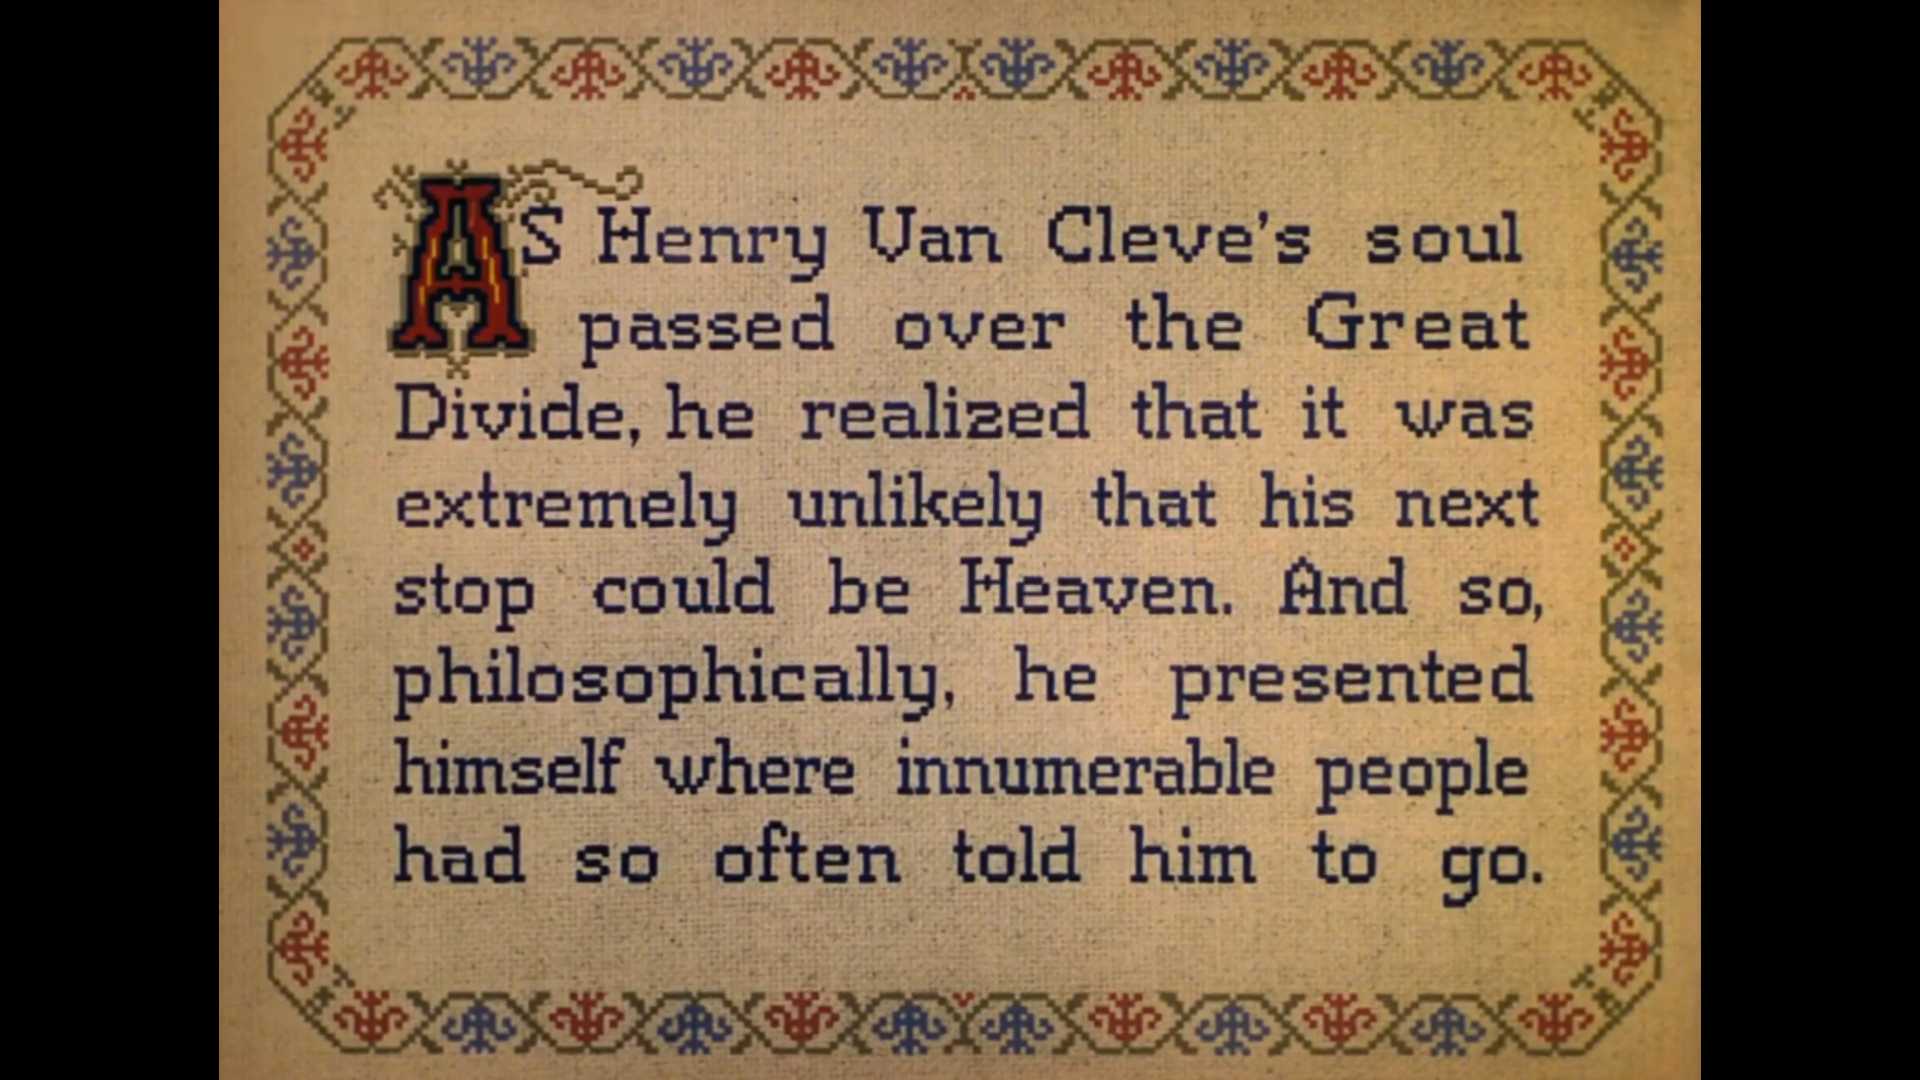 As Henry Van Cleve's soul
passed over the Great
Divide, he realized that it was
extremely unlikely that his next
stop could be Heaven. And so,
philosophically, he presented
himself where innumerable people
had so often told him to go.